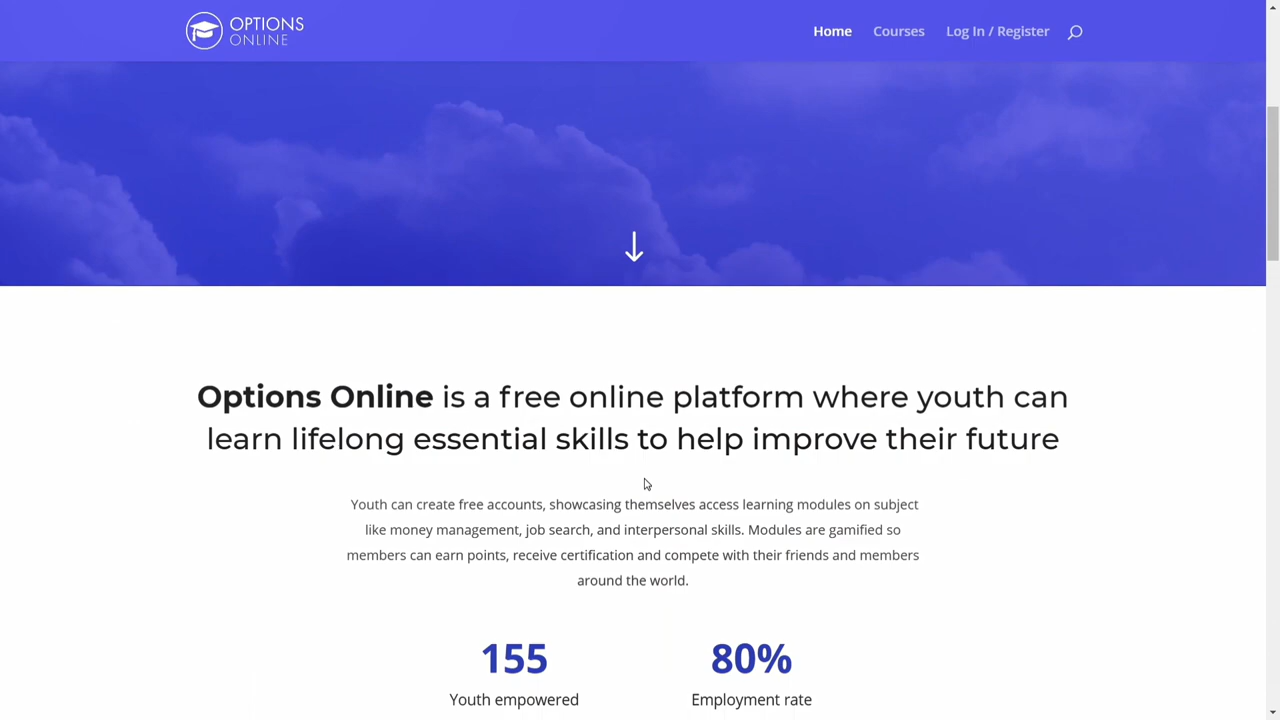 OPTIONS
ONLINE
Home Courses Log In / Register
Options Online is a free online platform where youth can
learn lifelong essential skills to help improve their future
Youth can create free accounts, showcasing themselves access learning modules on subject
like money management, job search, and interpersonal skills. Modules are gamified so
members can earn points, receive certification and compete with their friends and members
around the world.
155 80%
Youth empowered Employment rate